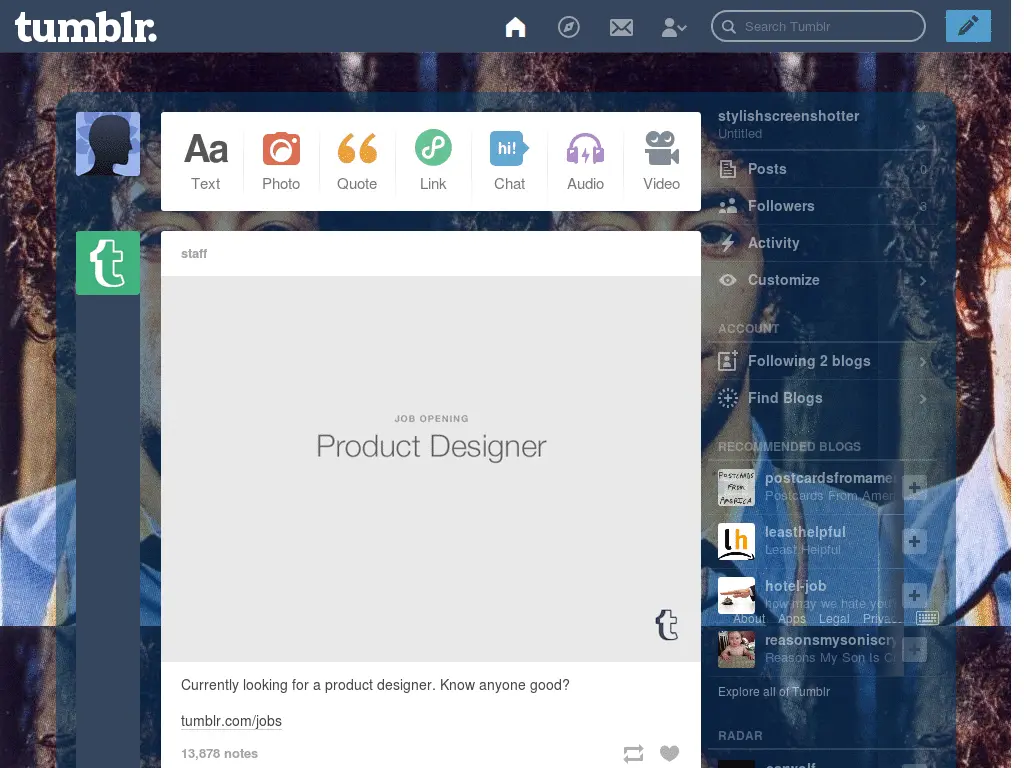 tumblr.
Search Tumblr
Aa
hi!
Text
Photo
Quote
Link
Chat
Audio
Video
t
staff
JOB OPENING
Product Designer
t
Currently looking for a product designer. Know anyone good?
tumblr.com/jobs
13,878 notes
stylishscreenshotter
Untitled
Posts 0
Followers 3
Activity
Customize
ACCOUNT
Following 2 blogs
Find Blogs
RECOMMENDED BLOGS
POSTCARDS
FROM
AMERICA
postcardsfromamer
Postcards From Amer
lh
leasthelpful
Least Helpful
hotel-job
how may we hate you
About Apps Legal Privac
reasonsmysoniscry
Reasons My Son Is Cr
Explore all of Tumblr
RADAR